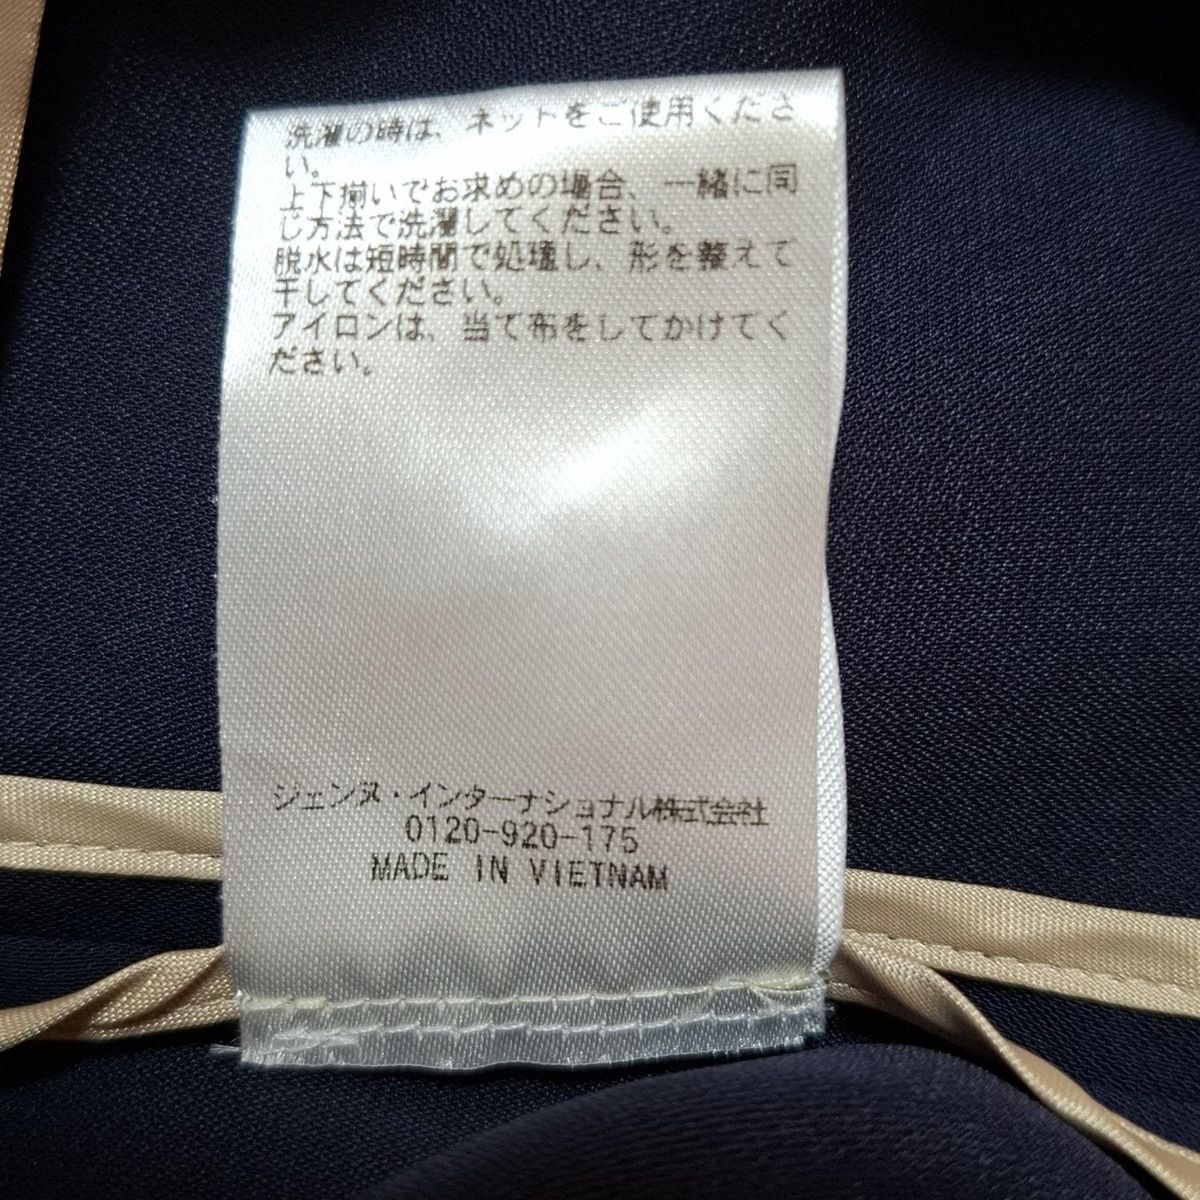 洗濯の時は、ネットをご使用くださ
い。
上下揃いでお求めの場合、一緒に同
じ方法で洗濯してください。
脱水は短時間で処理し、形を整えて
干してください。
アイロンは、当て布をしてかけてく
ださい。
ジェンヌ・インターナショナル株式会社
0120-920-175
MADE IN VIETNAM